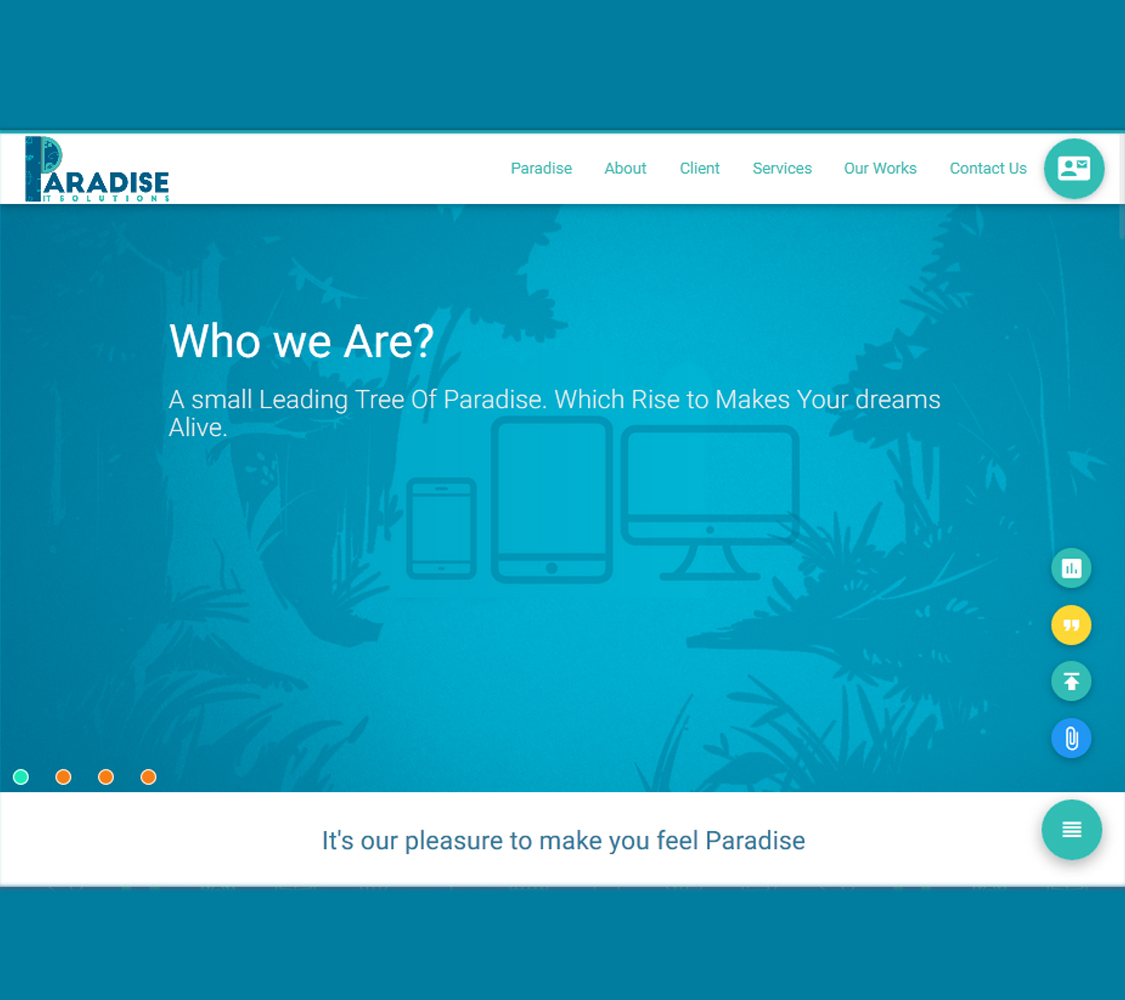 PARADISE
IT SOLUTIONS
Paradise About Client Services Our Works Contact Us
Who we Are?
A small Leading Tree Of Paradise. Which Rise to Makes Your dreams
Alive.
It's our pleasure to make you feel Paradise